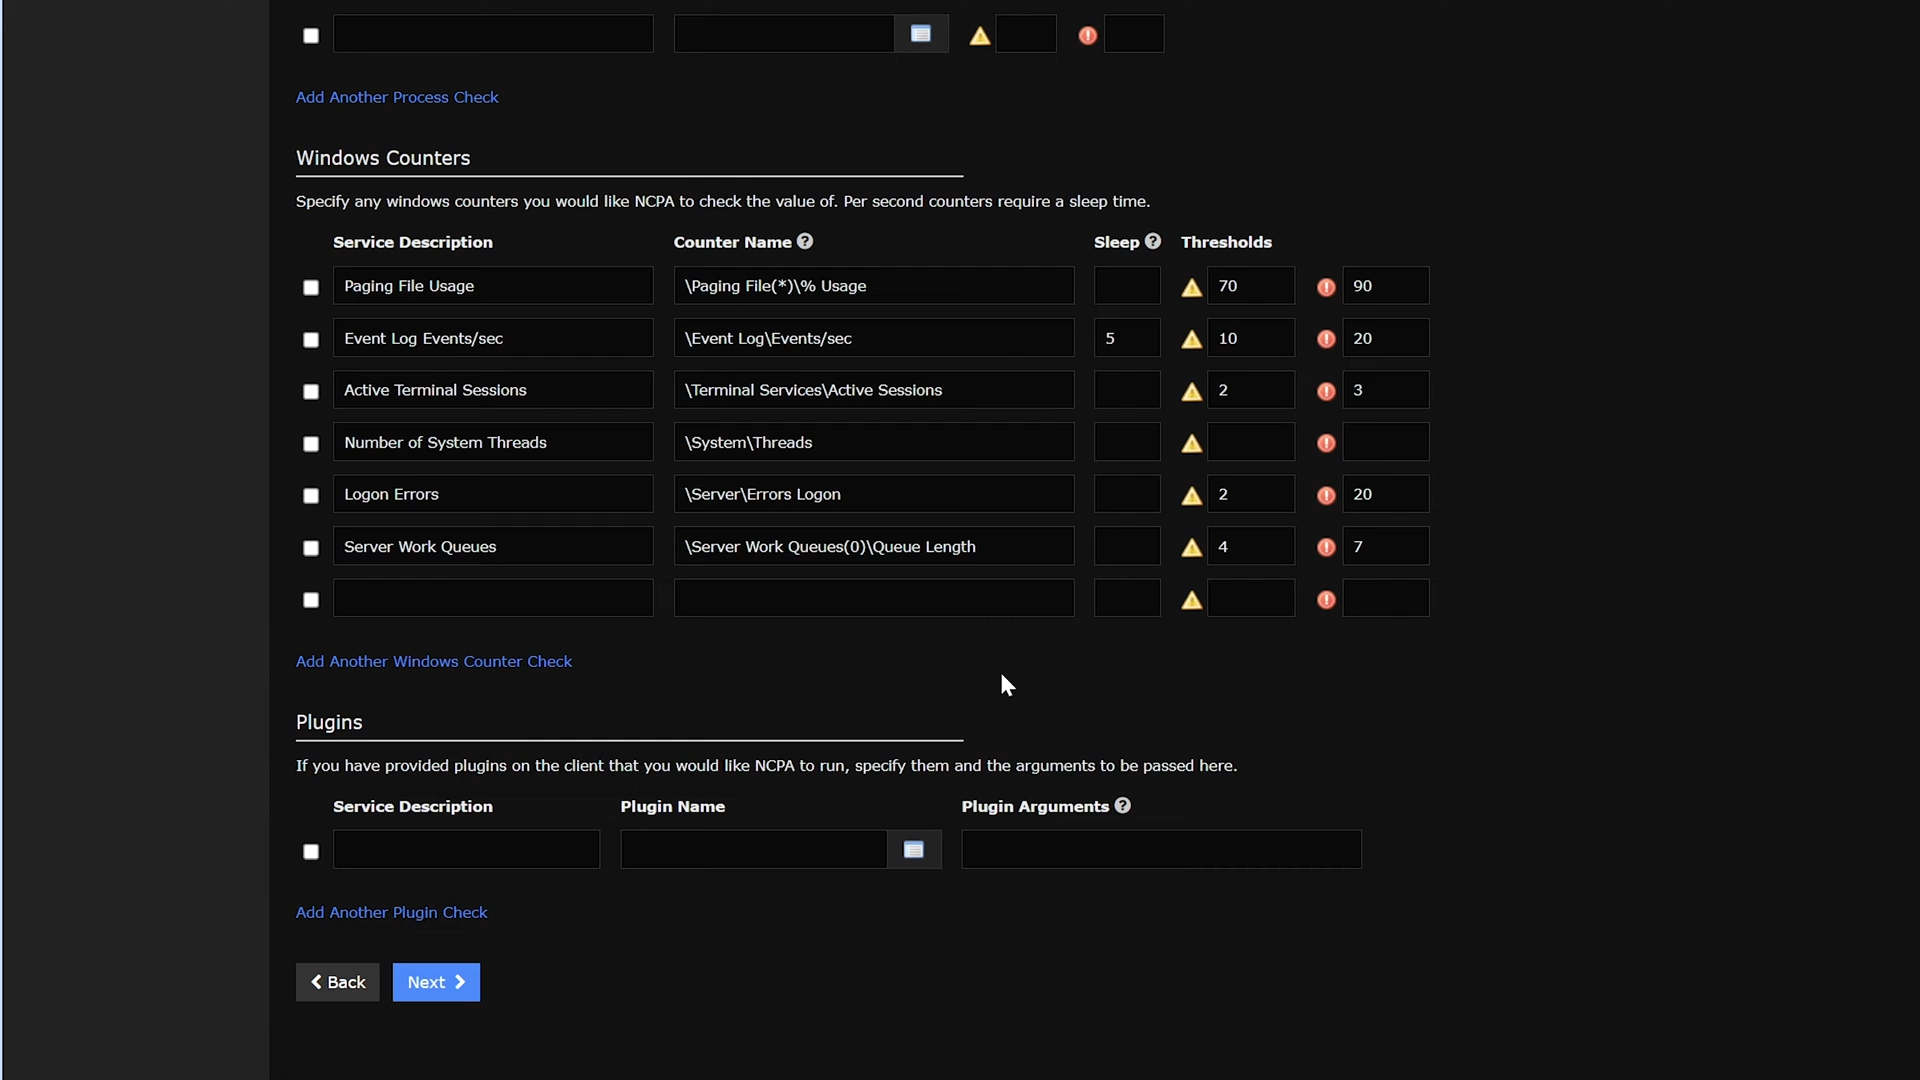 Add Another Process Check
Windows Counters
Specify any windows counters you would like NCPA to check the value of. Per second counters require a sleep time.
Service Description Counter Name Sleep Thresholds
Paging File Usage \Paging File(*)\% Usage 70 90
Event Log Events/sec \Event Log\Events/sec 5 10 20
Active Terminal Sessions \Terminal Services\Active Sessions 2 3
Number of System Threads \System\Threads
Logon Errors \Server\Errors Logon 2 20
Server Work Queues \Server Work Queues(0)\Queue Length 4 7
Add Another Windows Counter Check
Plugins
If you have provided plugins on the client that you would like NCPA to run, specify them and the arguments to be passed here.
Service Description Plugin Name Plugin Arguments
Add Another Plugin Check
Back Next